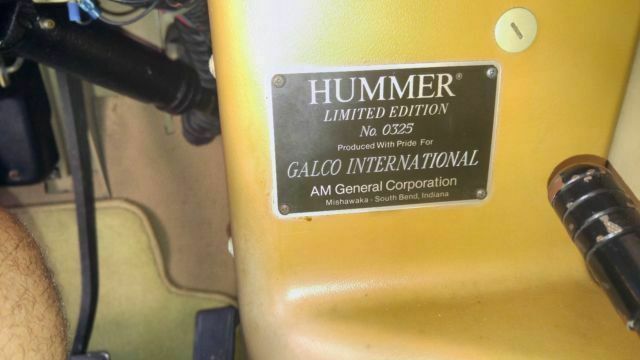 HUMMER®
LIMITED EDITION
No. 0325
Produced With Pride For
GALCO INTERNATIONAL
AM General Corporation
Mishawaka - South Bend, Indiana